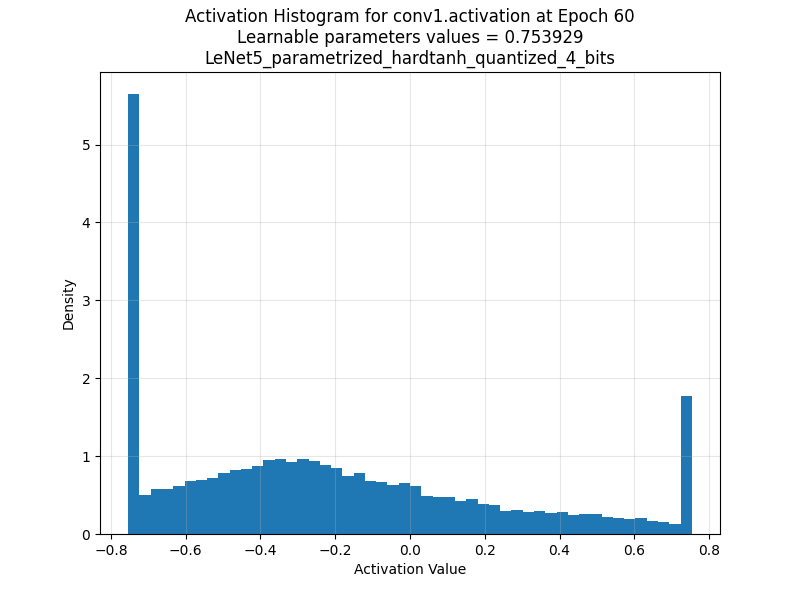 Activation Histogram for conv1.activation at Epoch 60
Learnable parameters values = 0.753929
LeNet5_parametrized_hardtanh_quantized_4_bits
5
4
3
2
1
0
Density
−0.8 −0.6 −0.4 −0.2 0.0 0.2 0.4 0.6 0.8
Activation Value